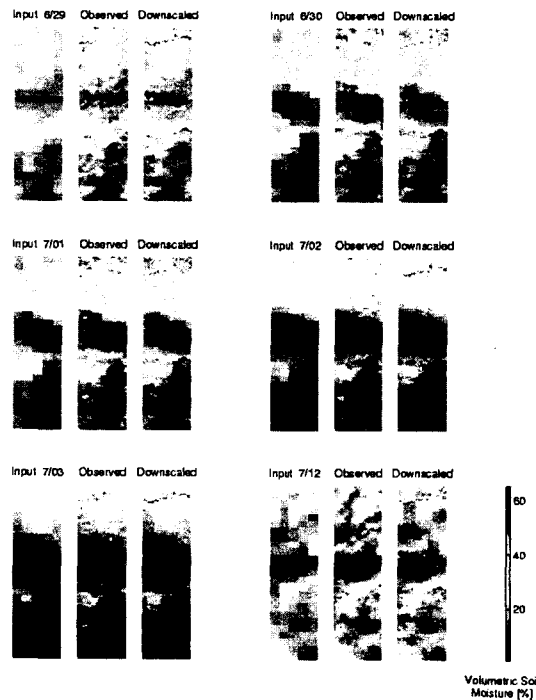 Input 6/29 Observed Downscaled
Input 6/30 Observed Downscaled
Input 7/01 Observed Downscaled
Input 7/02 Observed Downscaled
Input 7/03 Observed Downscaled
Input 7/12 Observed Downscaled
60
40
20
Volumetric Soi
Moisture [%]